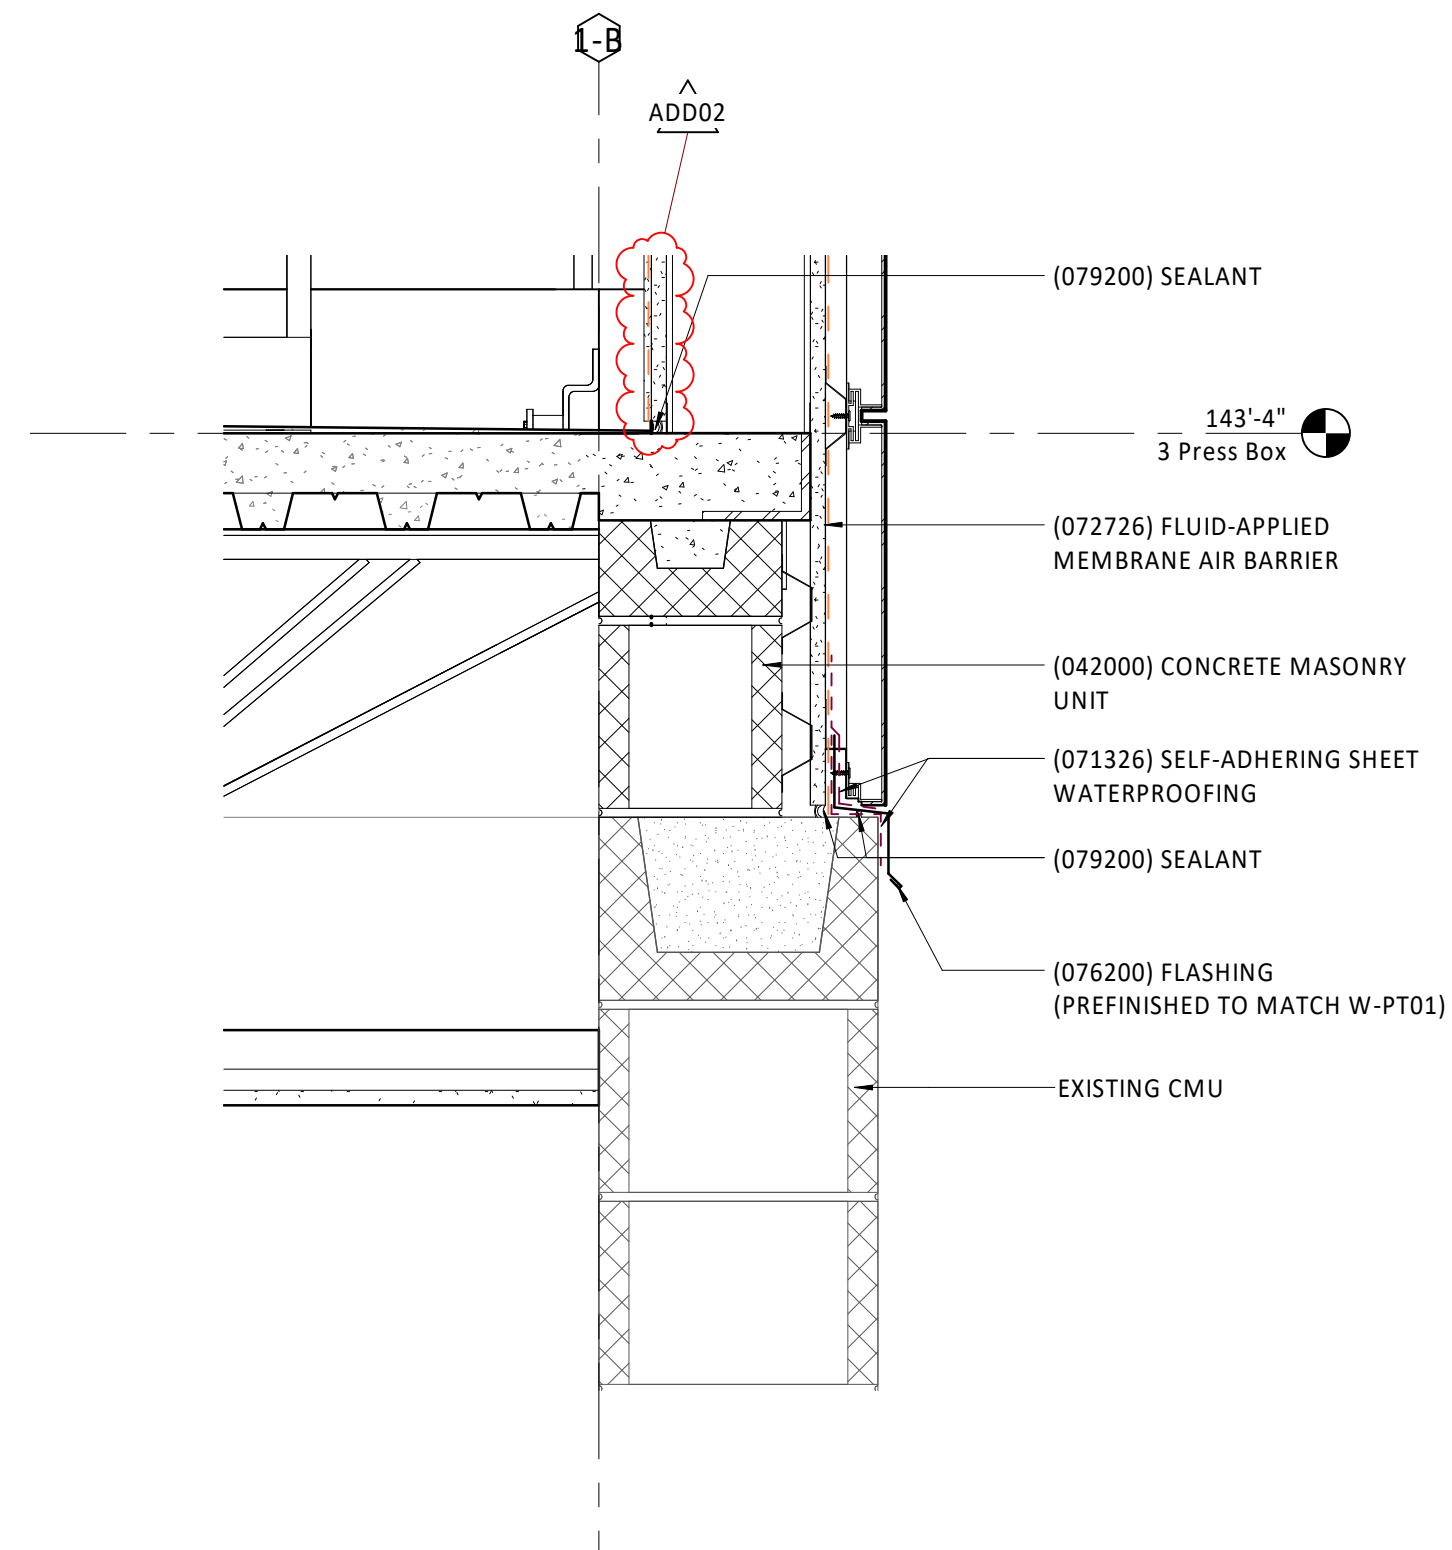 1-B
ADD02
(079200) SEALANT
143'-4"
3 Press Box
(072726) FLUID-APPLIED
MEMBRANE AIR BARRIER
(042000) CONCRETE MASONRY
UNIT
(071326) SELF-ADHERING SHEET
WATERPROOFING
(079200) SEALANT
(076200) FLASHING
(PREFINISHED TO MATCH W-PT01)
EXISTING CMU